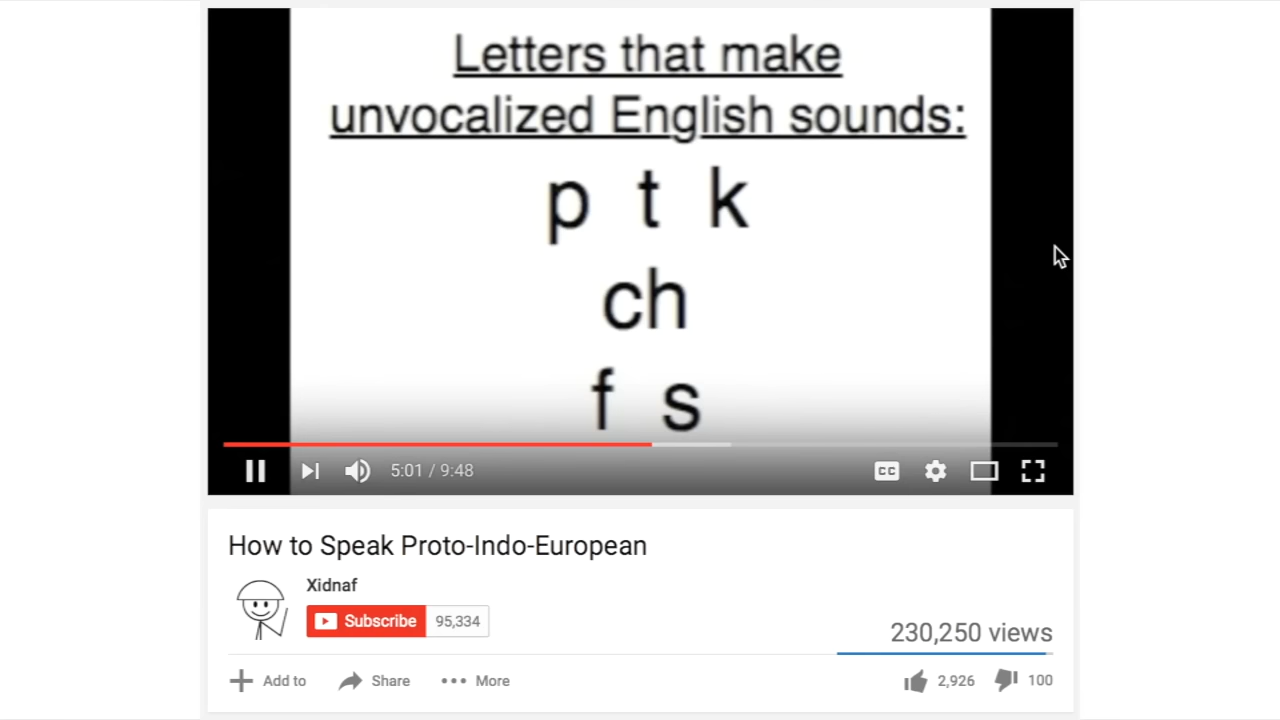 Letters that make
unvocalized English sounds:
p t k
ch
f s
5:01 / 9:48
CC
How to Speak Proto-Indo-European
Xidnaf
Subscribe 95,334
230,250 views
Add to Share More 2,926 100